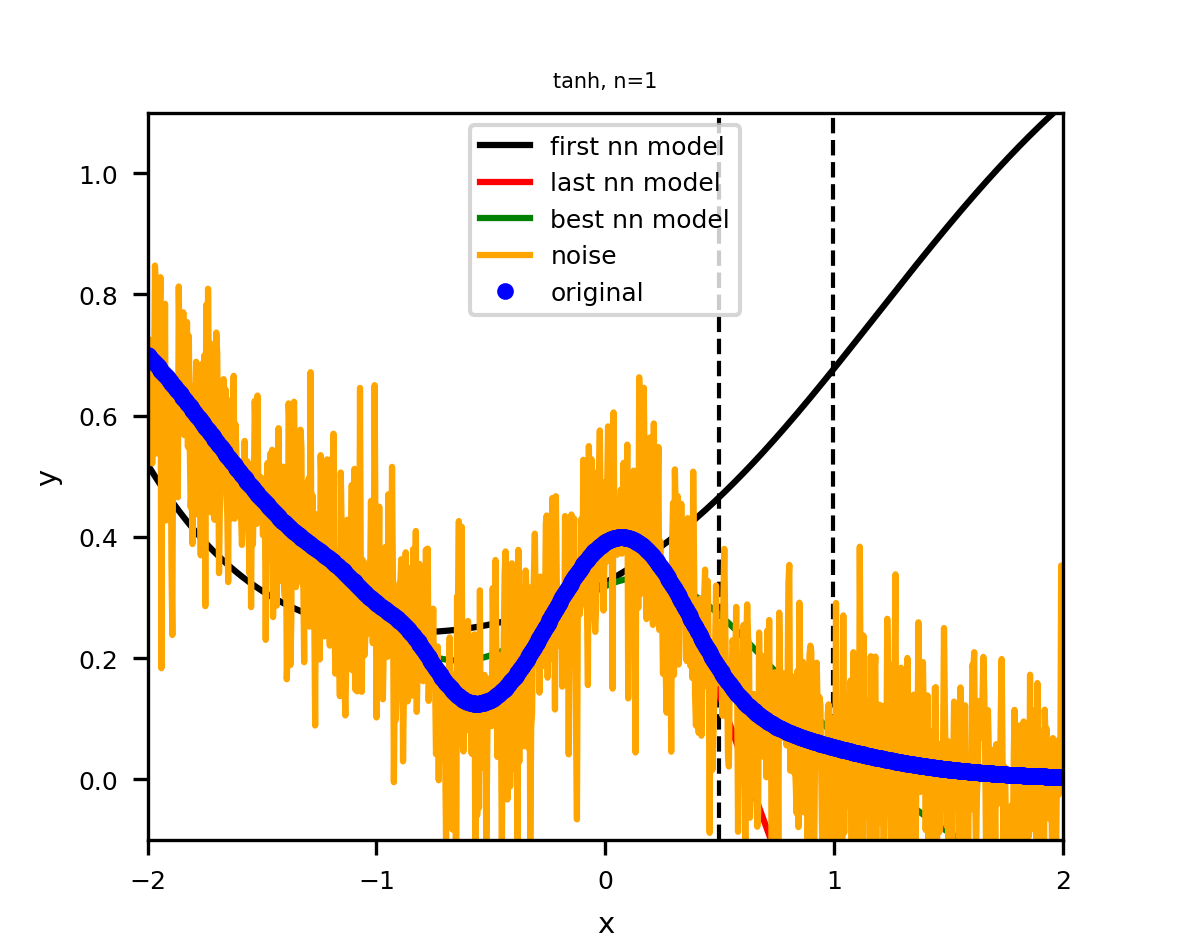 tanh, n=1
first nn model
last nn model
best nn model
noise
original
y
1.0
0.8
0.6
0.4
0.2
0.0
−2
−1
0
1
2
x